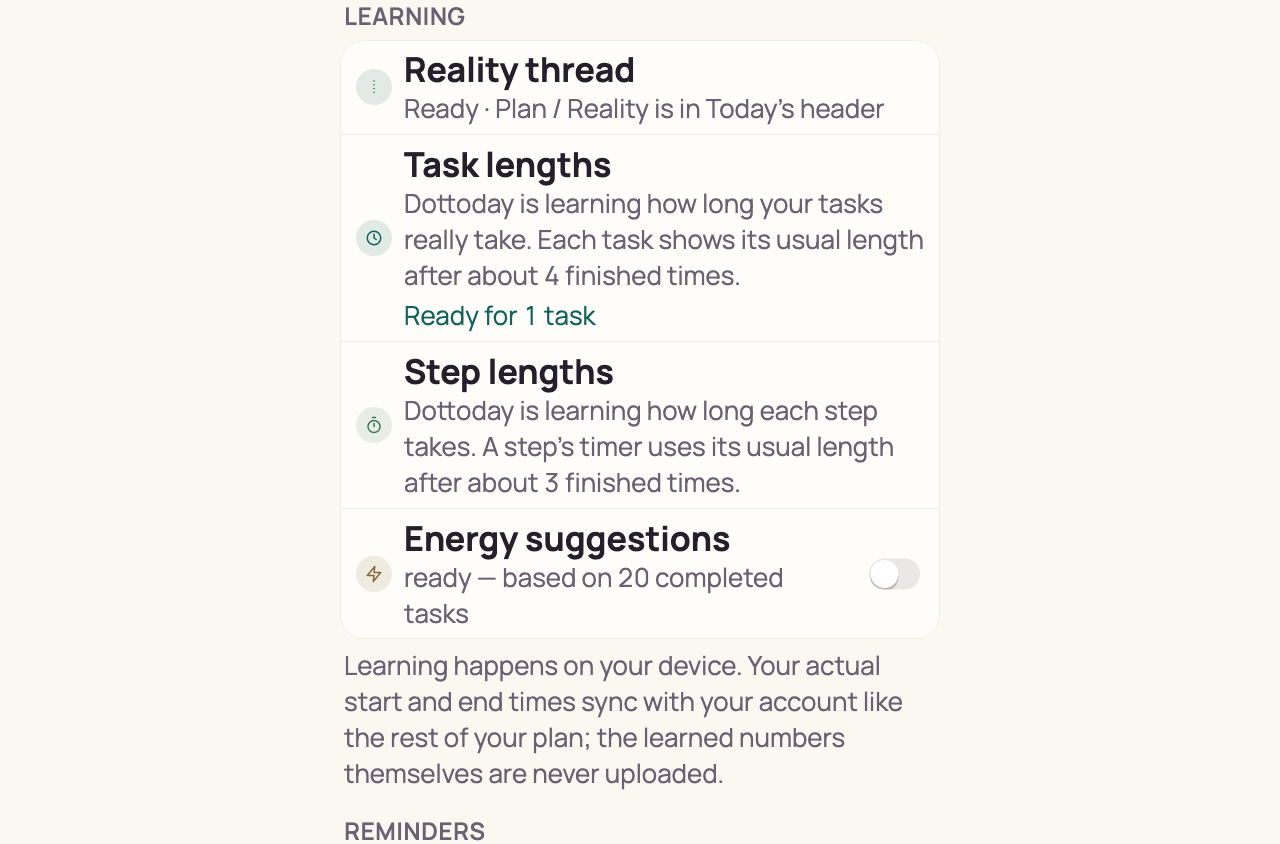 LEARNING
Reality thread
Ready · Plan / Reality is in Today’s header
Task lengths
Dottoday is learning how long your tasks
really take. Each task shows its usual length
after about 4 finished times.
Ready for 1 task
Step lengths
Dottoday is learning how long each step
takes. A step’s timer uses its usual length
after about 3 finished times.
Energy suggestions
ready — based on 20 completed
tasks
Learning happens on your device. Your actual
start and end times sync with your account like
the rest of your plan; the learned numbers
themselves are never uploaded.
REMINDERS